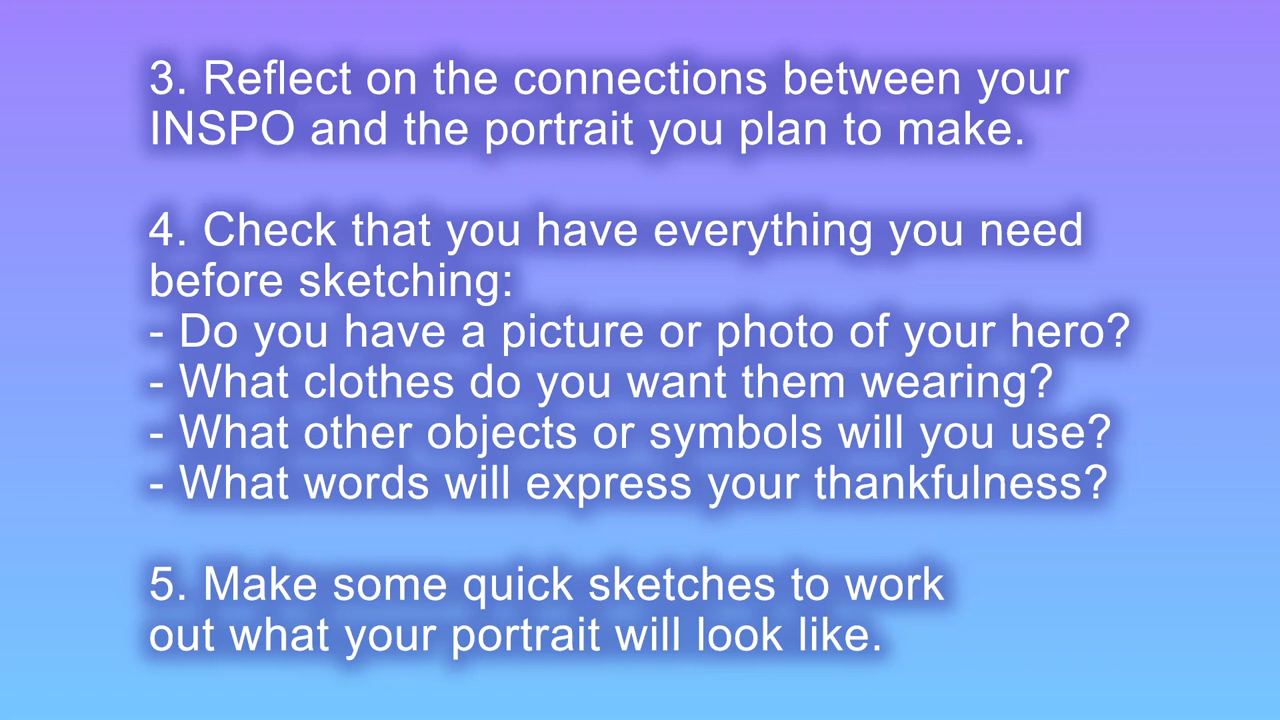 3. Reflect on the connections between your
INSPO and the portrait you plan to make.
4. Check that you have everything you need
before sketching:
- Do you have a picture or photo of your hero?
- What clothes do you want them wearing?
- What other objects or symbols will you use?
- What words will express your thankfulness?
5. Make some quick sketches to work
out what your portrait will look like.